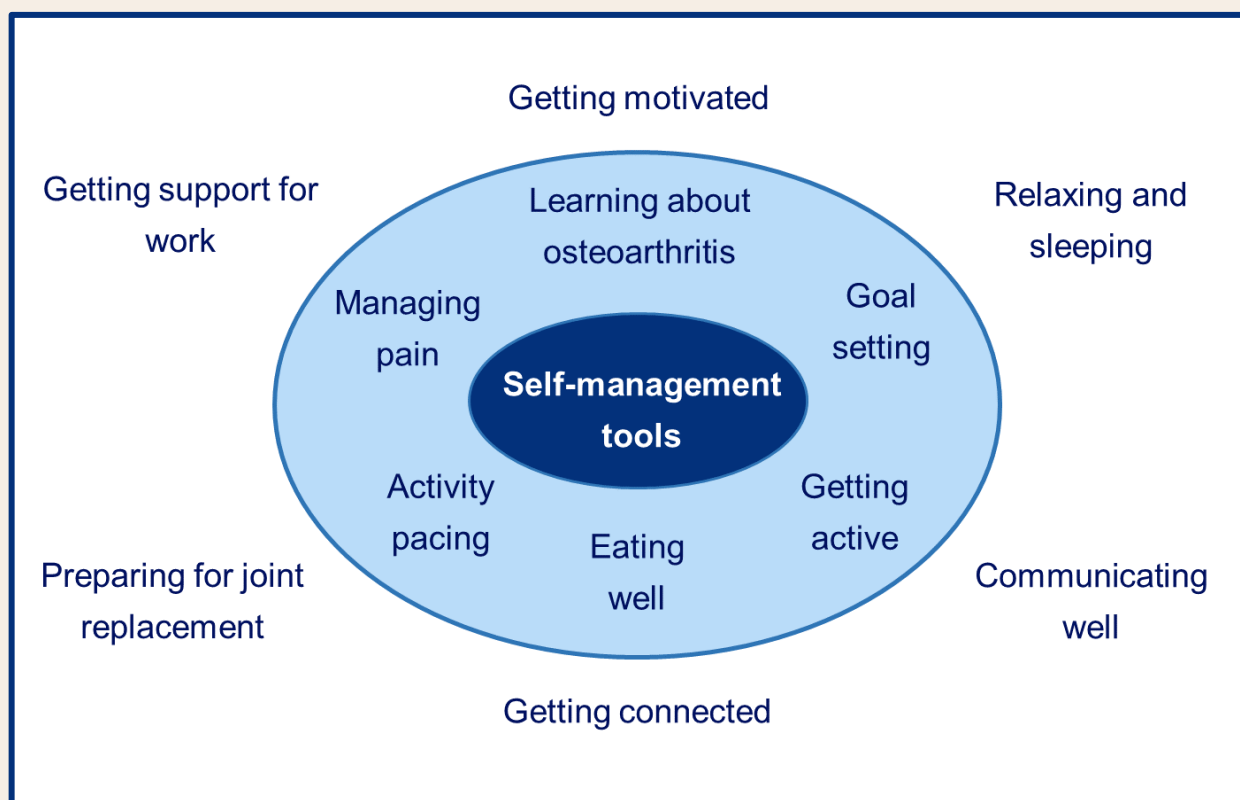 Getting motivated
Getting support for
work
Relaxing and
sleeping
Learning about
osteoarthritis
Managing
pain
Goal
setting
Self-management
tools
Activity
pacing
Eating
well
Getting
active
Preparing for joint
replacement
Communicating
well
Getting connected